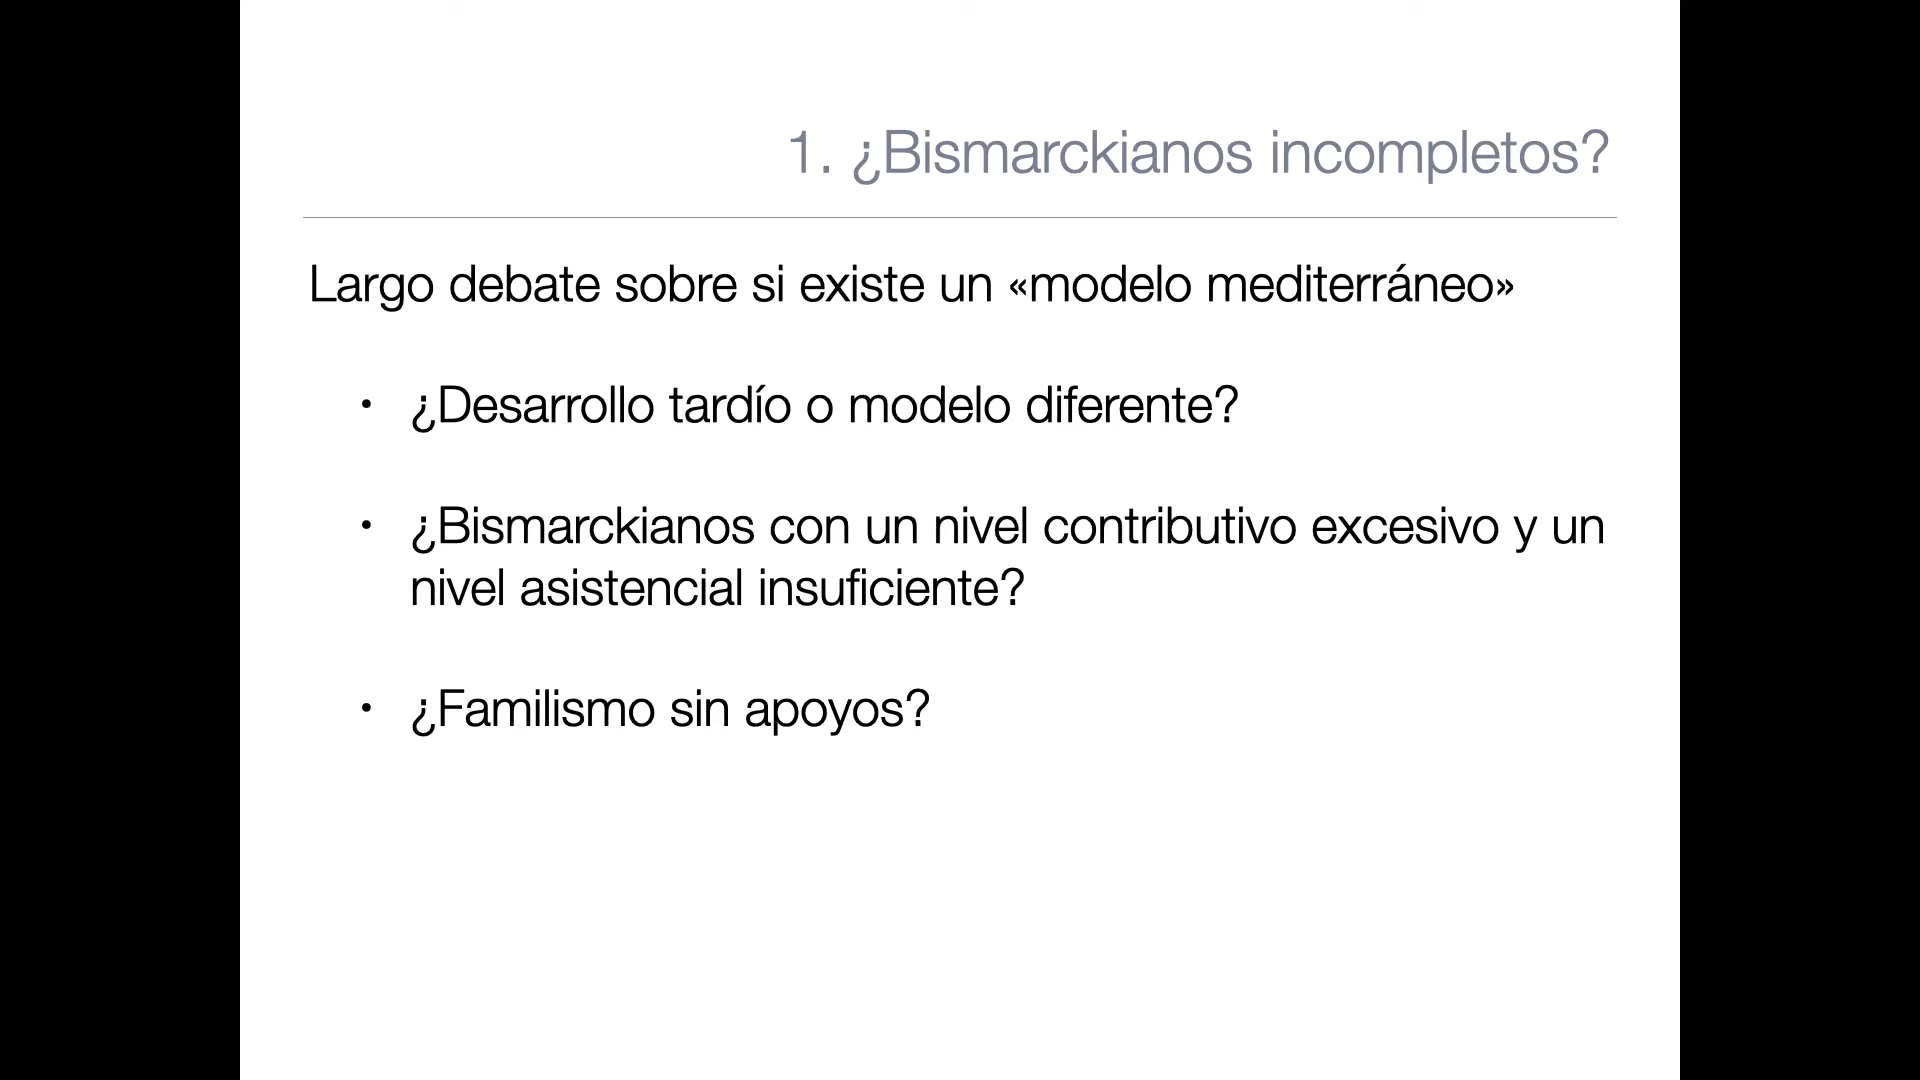 1. ¿Bismarckianos incompletos?
Largo debate sobre si existe un «modelo mediterráneo»
• ¿Desarrollo tardío o modelo diferente?
• ¿Bismarckianos con un nivel contributivo excesivo y un
nivel asistencial insuficiente?
• ¿Familismo sin apoyos?